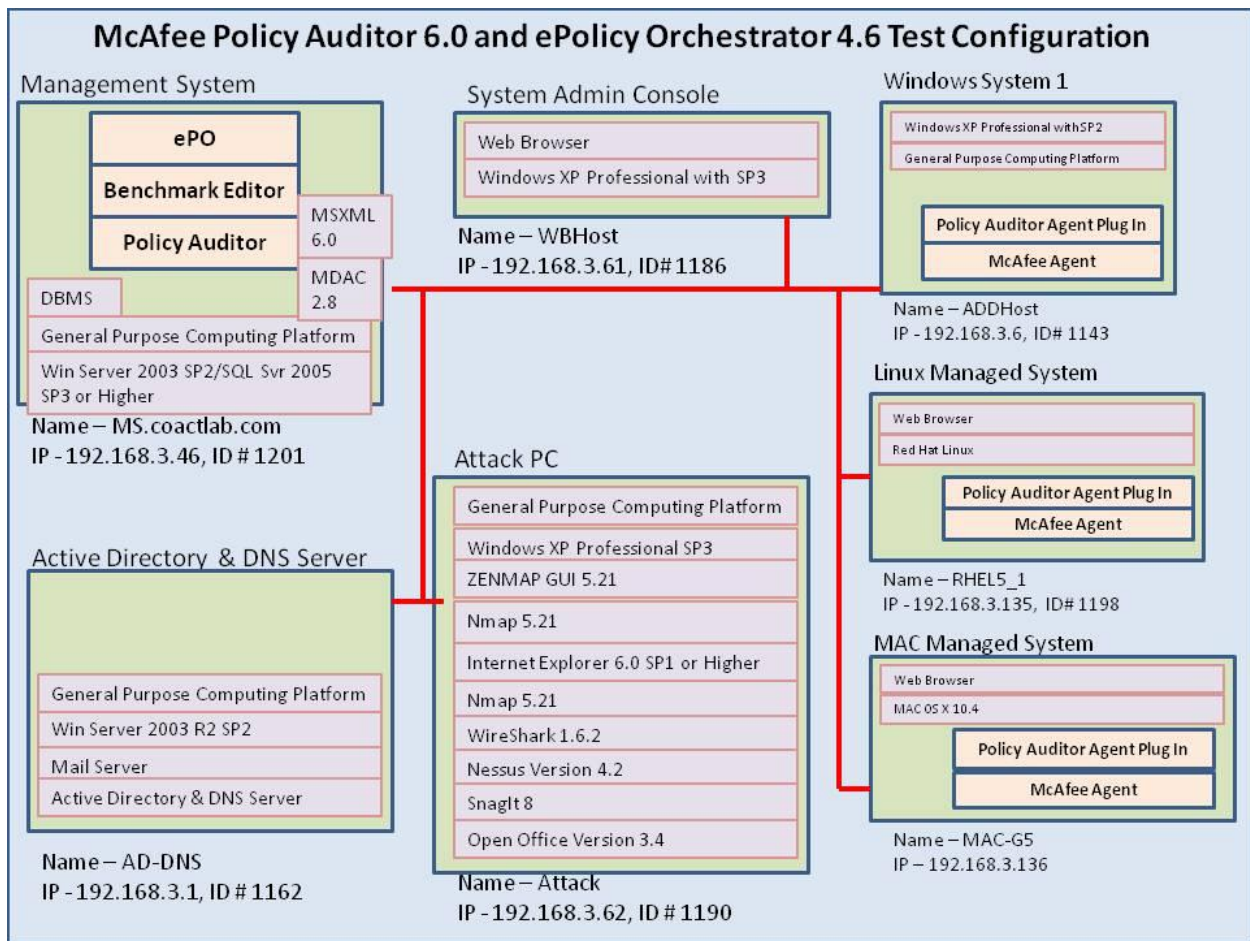 McAfee Policy Auditor 6.0 and ePolicy Orchestrator 4.6 Test Configuration
Management System
ePO
Benchmark Editor
Policy Auditor
MSXML
6.0
MDAC
2.8
DBMS
General Purpose Computing Platform
Win Server 2003 SP2/SQL Svr 2005
SP3 or Higher
Name – MS.coactlab.com
IP - 192.168.3.46, ID # 1201
System Admin Console
Web Browser
Windows XP Professional with SP3
Name – WBHost
IP - 192.168.3.61, ID# 1186
Windows System 1
Windows XP Professional withSP2
General Purpose Computing Platform
Policy Auditor Agent Plug In
McAfee Agent
Name – ADDHost
IP - 192.168.3.6, ID# 1143
Linux Managed System
Web Browser
Red Hat Linux
Policy Auditor Agent Plug In
McAfee Agent
Name – RHEL5_1
IP - 192.168.3.135, ID# 1198
MAC Managed System
Web Browser
MAC OS X 10.4
Policy Auditor Agent Plug In
McAfee Agent
Name – MAC-G5
IP – 192.168.3.136
Attack PC
General Purpose Computing Platform
Windows XP Professional SP3
ZENMAP GUI 5.21
Nmap 5.21
Internet Explorer 6.0 SP1 or Higher
Nmap 5.21
WireShark 1.6.2
Nessus Version 4.2
SnagIt 8
Open Office Version 3.4
Name – Attack
IP - 192.168.3.62, ID# 1190
Active Directory & DNS Server
General Purpose Computing Platform
Win Server 2003 R2 SP2
Mail Server
Active Directory & DNS Server
Name – AD-DNS
IP - 192.168.3.1, ID # 1162